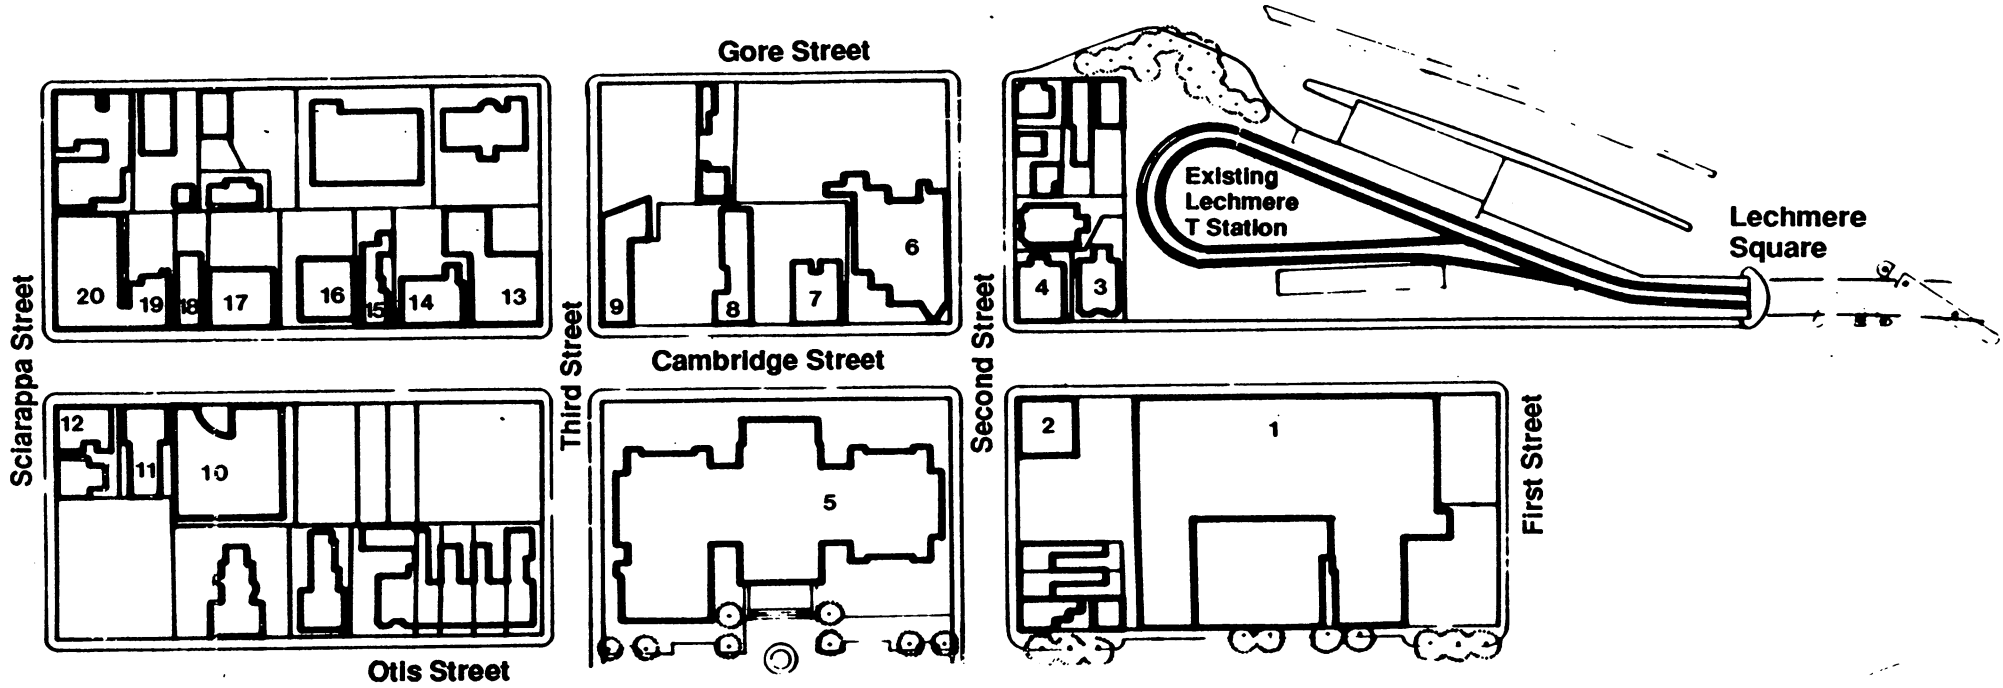 Gore Street
Existing
Lechmere
T Station
Lechmere
Square
6
20
19
18
17
16
15
14
13
9
8
7
4
3
Sciarappa Street
Third Street
Cambridge Street
Second Street
First Street
12
11
10
5
2
1
Otis Street